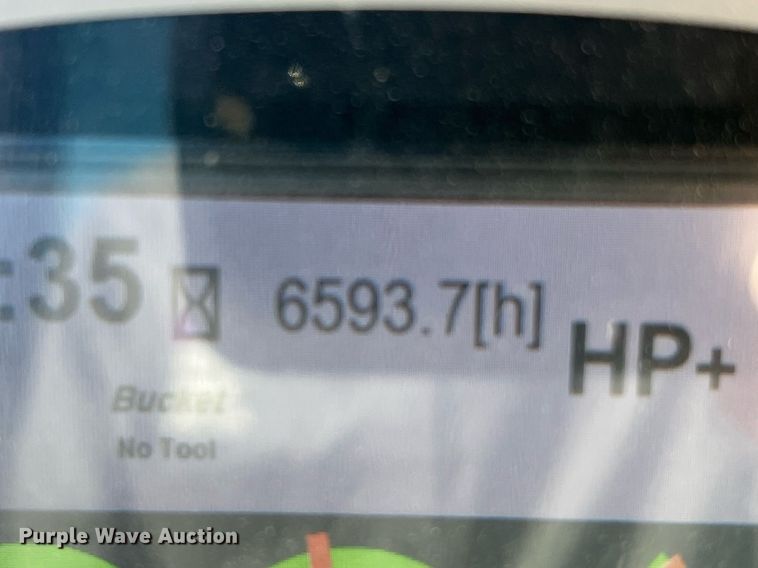 :35 6593.7[h] HP+
Bucket
No Tool
Purple Wave Auction